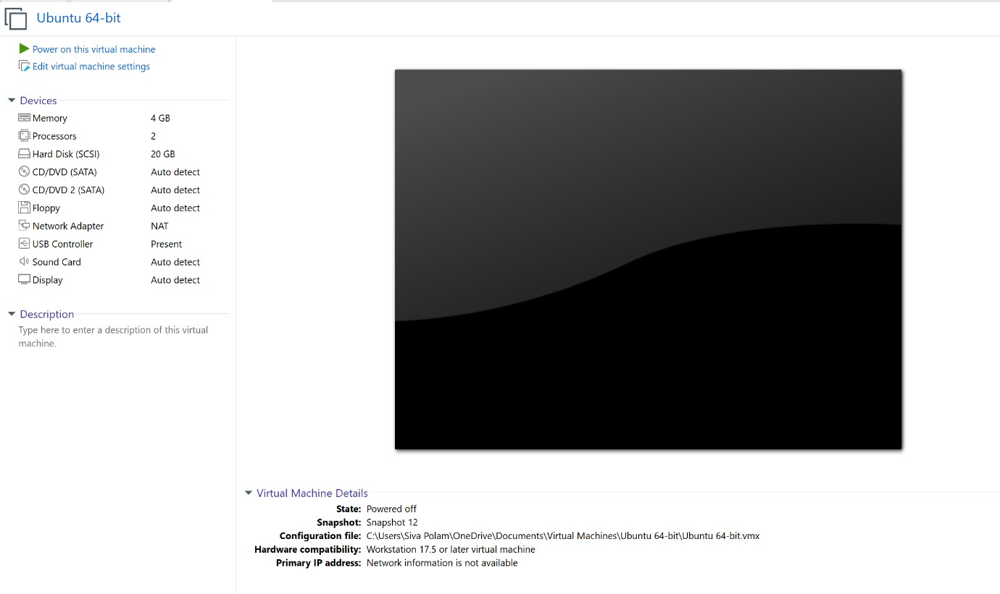 Ubuntu 64-bit
Power on this virtual machine
Edit virtual machine settings
Devices
Memory 4 GB
Processors 2
Hard Disk (SCSI) 20 GB
CD/DVD (SATA) Auto detect
CD/DVD 2 (SATA) Auto detect
Floppy Auto detect
Network Adapter NAT
USB Controller Present
Sound Card Auto detect
Display Auto detect
Description
Type here to enter a description of this virtual
machine.
Virtual Machine Details
State: Powered off
Snapshot: Snapshot 12
Configuration file: C:\Users\Siva Polam\OneDrive\Documents\Virtual Machines\Ubuntu 64-bit\Ubuntu 64-bit.vmx
Hardware compatibility: Workstation 17.5 or later virtual machine
Primary IP address: Network information is not available